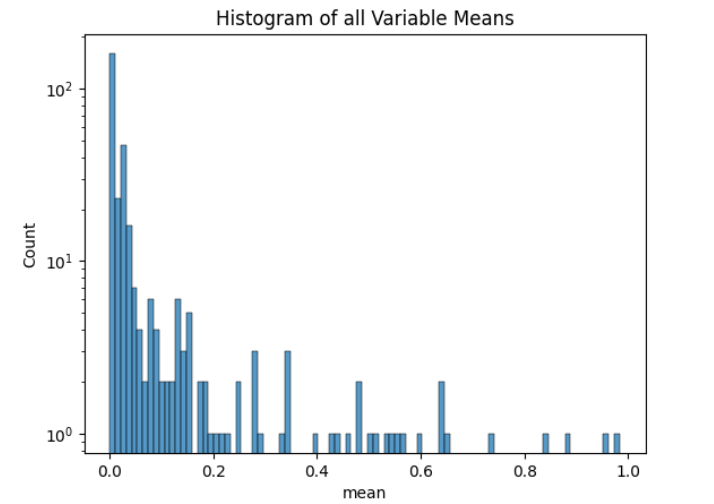 Histogram of all Variable Means
Count
10²
10¹
10⁰
0.0 0.2 0.4 0.6 0.8 1.0
mean